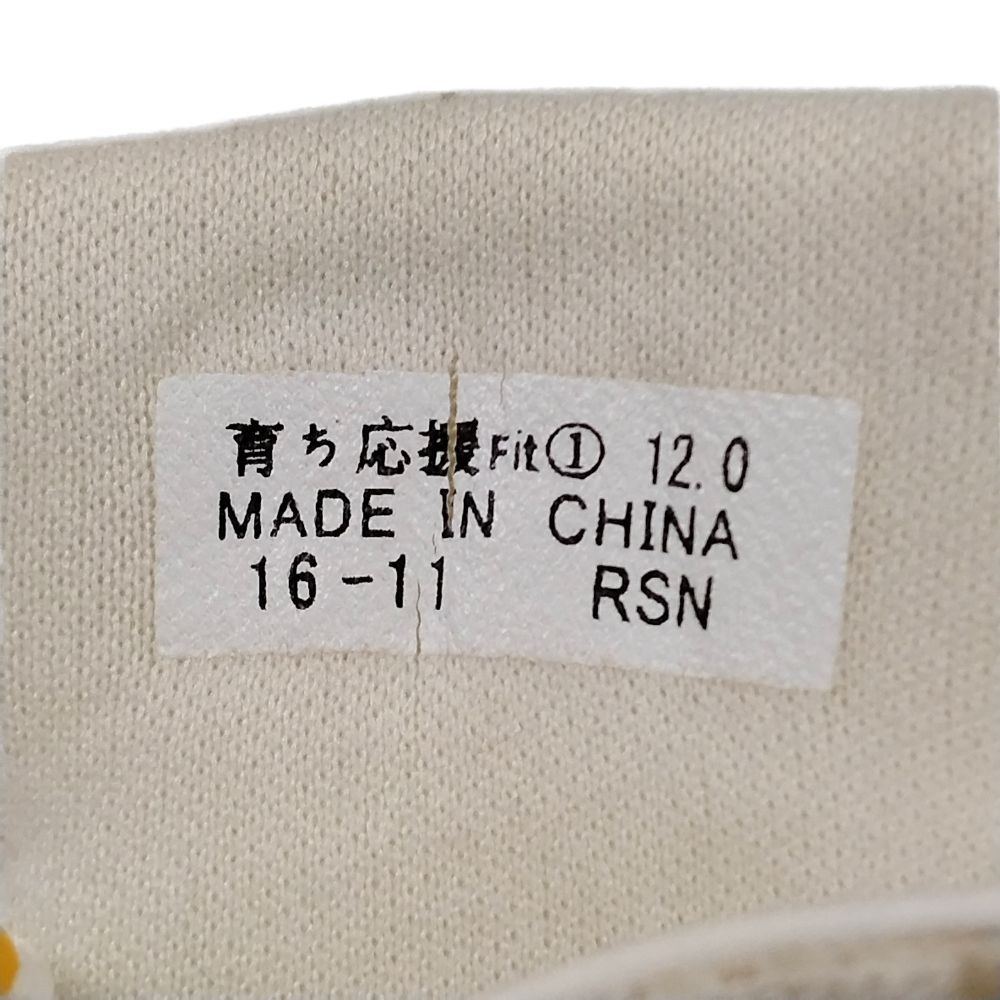 育ち応援Fit① 12.0
MADE IN CHINA
16-11 RSN